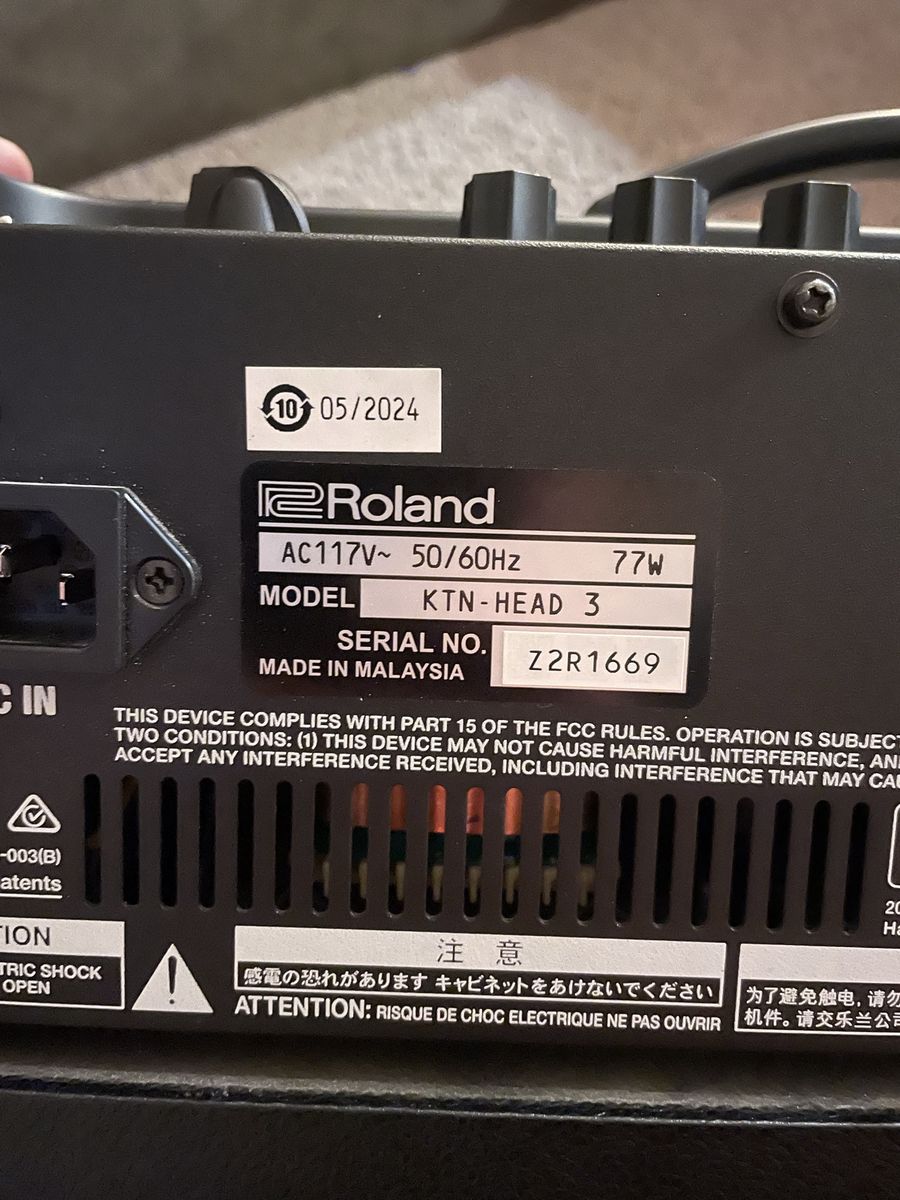 10 05/2024
Roland
AC117V~ 50/60Hz 77W
MODEL KTN-HEAD 3
SERIAL NO. Z2R1669
MADE IN MALAYSIA
C IN
THIS DEVICE COMPLIES WITH PART 15 OF THE FCC RULES. OPERATION IS SUBJECT
TWO CONDITIONS: (1) THIS DEVICE MAY NOT CAUSE HARMFUL INTERFERENCE, AN
ACCEPT ANY INTERFERENCE RECEIVED, INCLUDING INTERFERENCE THAT MAY CA
-003(B)
atents
20
Ha
TION
TRIC SHOCK
OPEN
注 意
感電の恐れがあります キャビネットをあけないでください
ATTENTION: RISQUE DE CHOC ELECTRIQUE NE PAS OUVRIR
为了避免触电，请勿
机件。请交乐兰公司